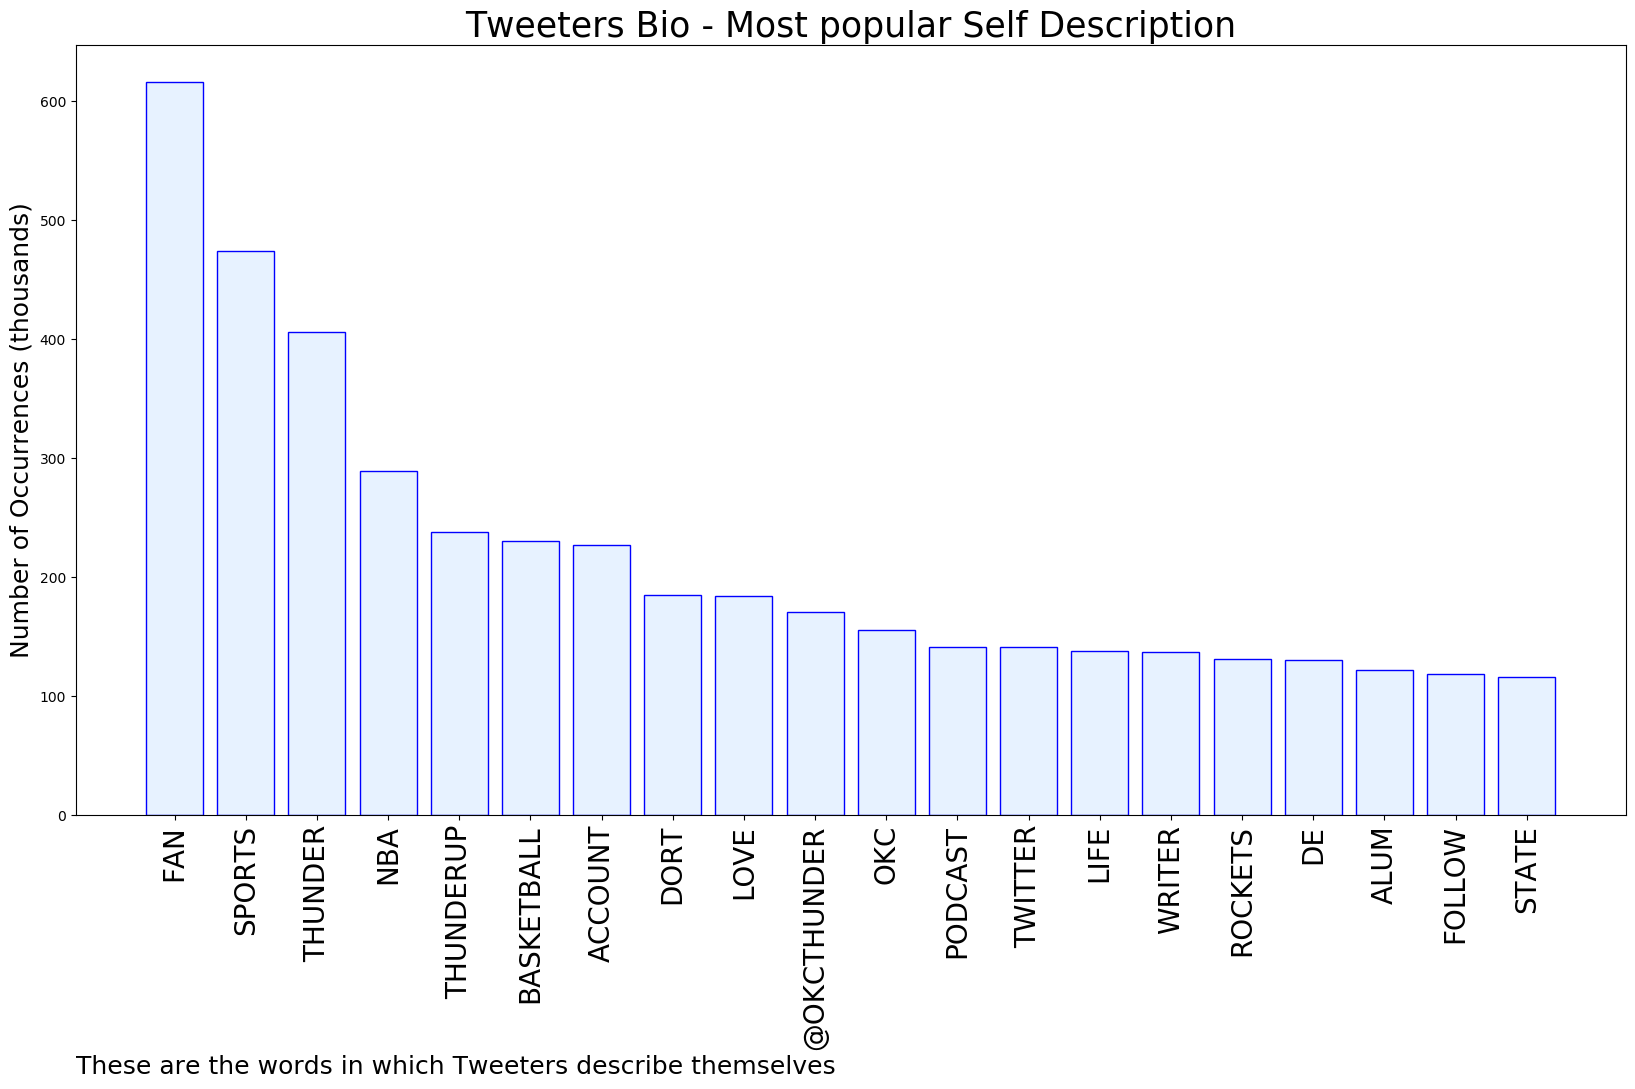 Tweeters Bio - Most popular Self Description
Number of Occurrences (thousands)
600
500
400
300
200
100
0
FAN
SPORTS
THUNDER
NBA
THUNDERUP
BASKETBALL
ACCOUNT
DORT
LOVE
@OKCTHUNDER
OKC
PODCAST
TWITTER
LIFE
WRITER
ROCKETS
DE
ALUM
FOLLOW
STATE
These are the words in which Tweeters describe themselves